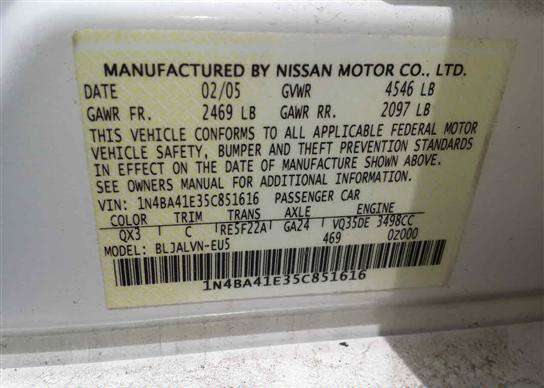 MANUFACTURED BY NISSAN MOTOR CO., LTD.
DATE 02/05 GVWR 4546 LB
GAWR FR. 2469 LB GAWR RR. 2097 LB
THIS VEHICLE CONFORMS TO ALL APPLICABLE FEDERAL MOTOR
VEHICLE SAFETY, BUMPER AND THEFT PREVENTION STANDARDS
IN EFFECT ON THE DATE OF MANUFACTURE SHOWN ABOVE.
SEE OWNERS MANUAL FOR ADDITIONAL INFORMATION.
VIN: 1N4BA41E35C851616 PASSENGER CAR
COLOR TRIM TRANS AXLE ENGINE
QX3 C RE5F22A GA24 VQ35DE 3498CC
MODEL: BLJALVN-EU5 469 02000
1N4BA41E35C851616